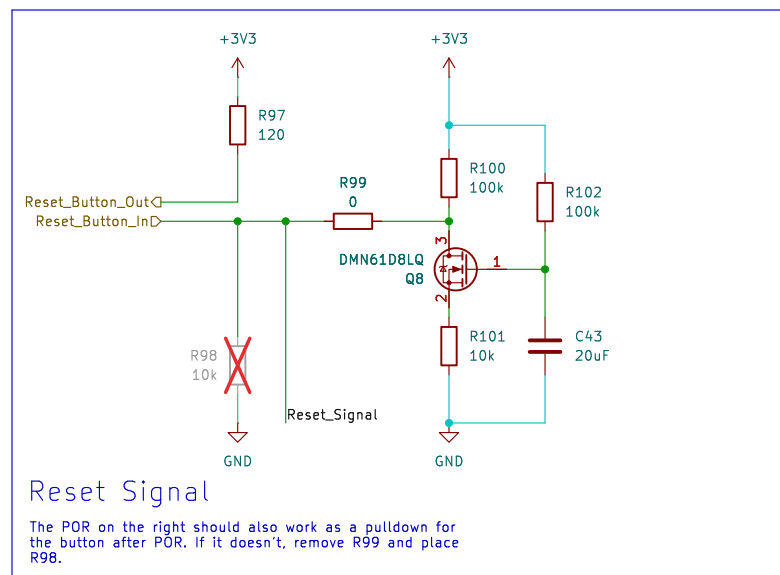 +3V3
+3V3
R97
120
R100
100k
R102
100k
R99
0
Reset_Button_Out
Reset_Button_In
3
DMN61D8LQ
Q8
1
2
R98
10k
R101
10k
C43
20uF
Reset_Signal
GND
GND
Reset Signal
The POR on the right should also work as a pulldown for
the button after POR. If it doesn't, remove R99 and place
R98.